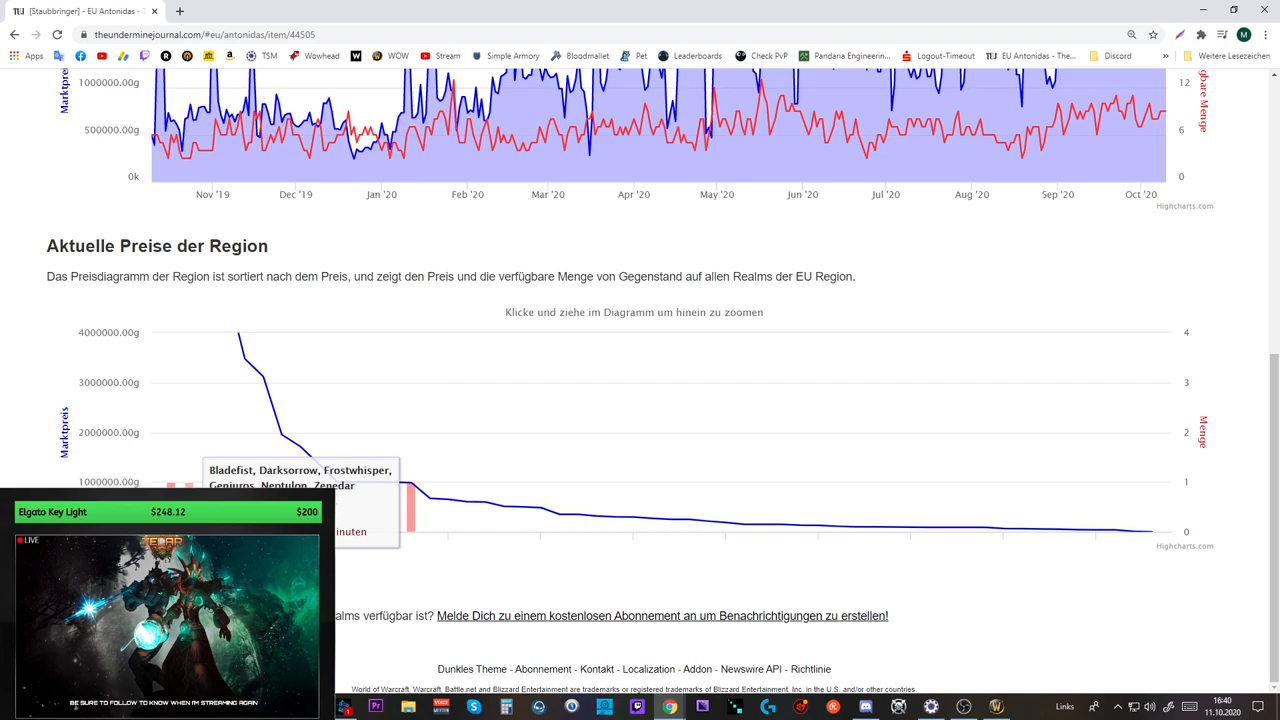 [Staubbringer] - EU Antonidas -
theunderminejournal.com/#eu/antonidas/item/44505
Apps TSM Wowhead WOW Stream Simple Armory Bloodmallet Pet Leaderboards Check PvP Pandaria Engineerin... Logout-Timeout EU Antonidas - The... Discord » Weitere Lesezeichen
1000000.00g
500000.00g
0k
Marktprei
12
6
0
gbare Menge
Nov '19 Dec '19 Jan '20 Feb '20 Mar '20 Apr '20 May '20 Jun '20 Jul '20 Aug '20 Sep '20 Oct '20
Highcharts.com
Aktuelle Preise der Region
Das Preisdiagramm der Region ist sortiert nach dem Preis, und zeigt den Preis und die verfügbare Menge von Gegenstand auf allen Realms der EU Region.
Klicke und ziehe im Diagramm um hinein zu zoomen
4000000.00g
3000000.00g
2000000.00g
1000000.00g
Marktpreis
4
3
2
1
0
Menge
Bladefist, Darksorrow, Frostwhisper,
Genjuros, Neptulon, Zenedar
inuten
Highcharts.com
Elgato Key Light $248.12 $200
LIVE
BE SURE TO FOLLOW TO KNOW WHEN I'M STREAMING AGAIN
alms verfügbar ist? Melde Dich zu einem kostenlosen Abonnement an um Benachrichtigungen zu erstellen!
Dunkles Theme - Abonnement - Kontakt - Localization - Addon - Newswire API - Richtlinie
World of Warcraft, Warcraft, Battle.net and Blizzard Entertainment are trademarks or registered trademarks of Blizzard Entertainment, Inc. in the U.S. and/or other countries.
Links
16:40
11.10.2020